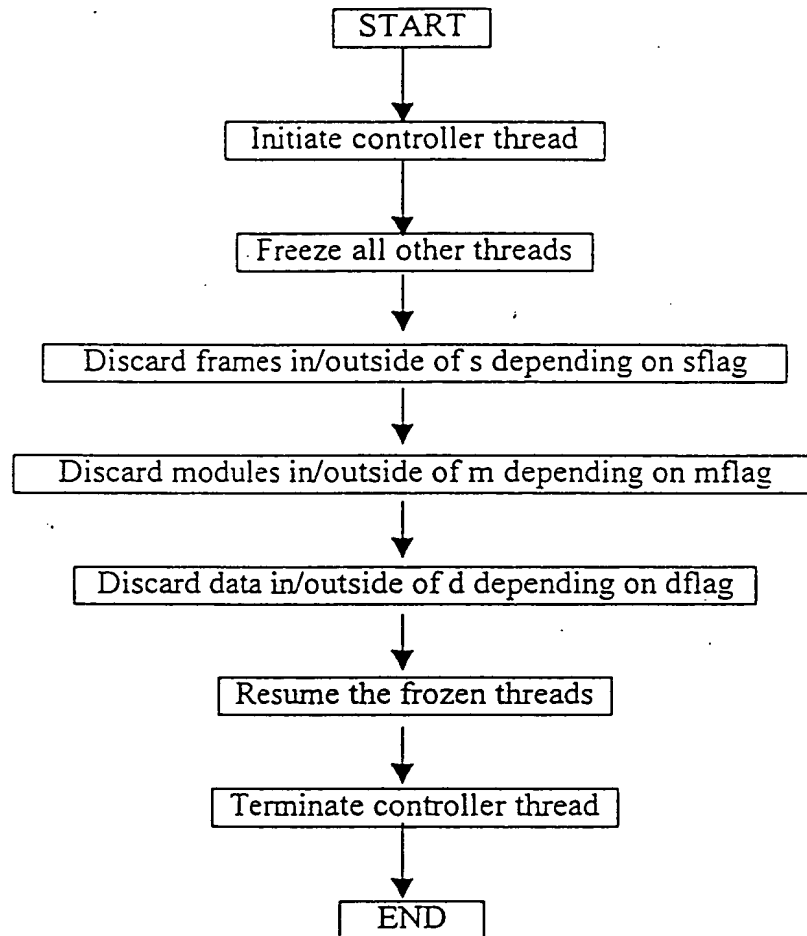 START
Initiate controller thread
Freeze all other threads
Discard frames in/outside of s depending on sflag
Discard modules in/outside of m depending on mflag
Discard data in/outside of d depending on dflag
Resume the frozen threads
Terminate controller thread
END